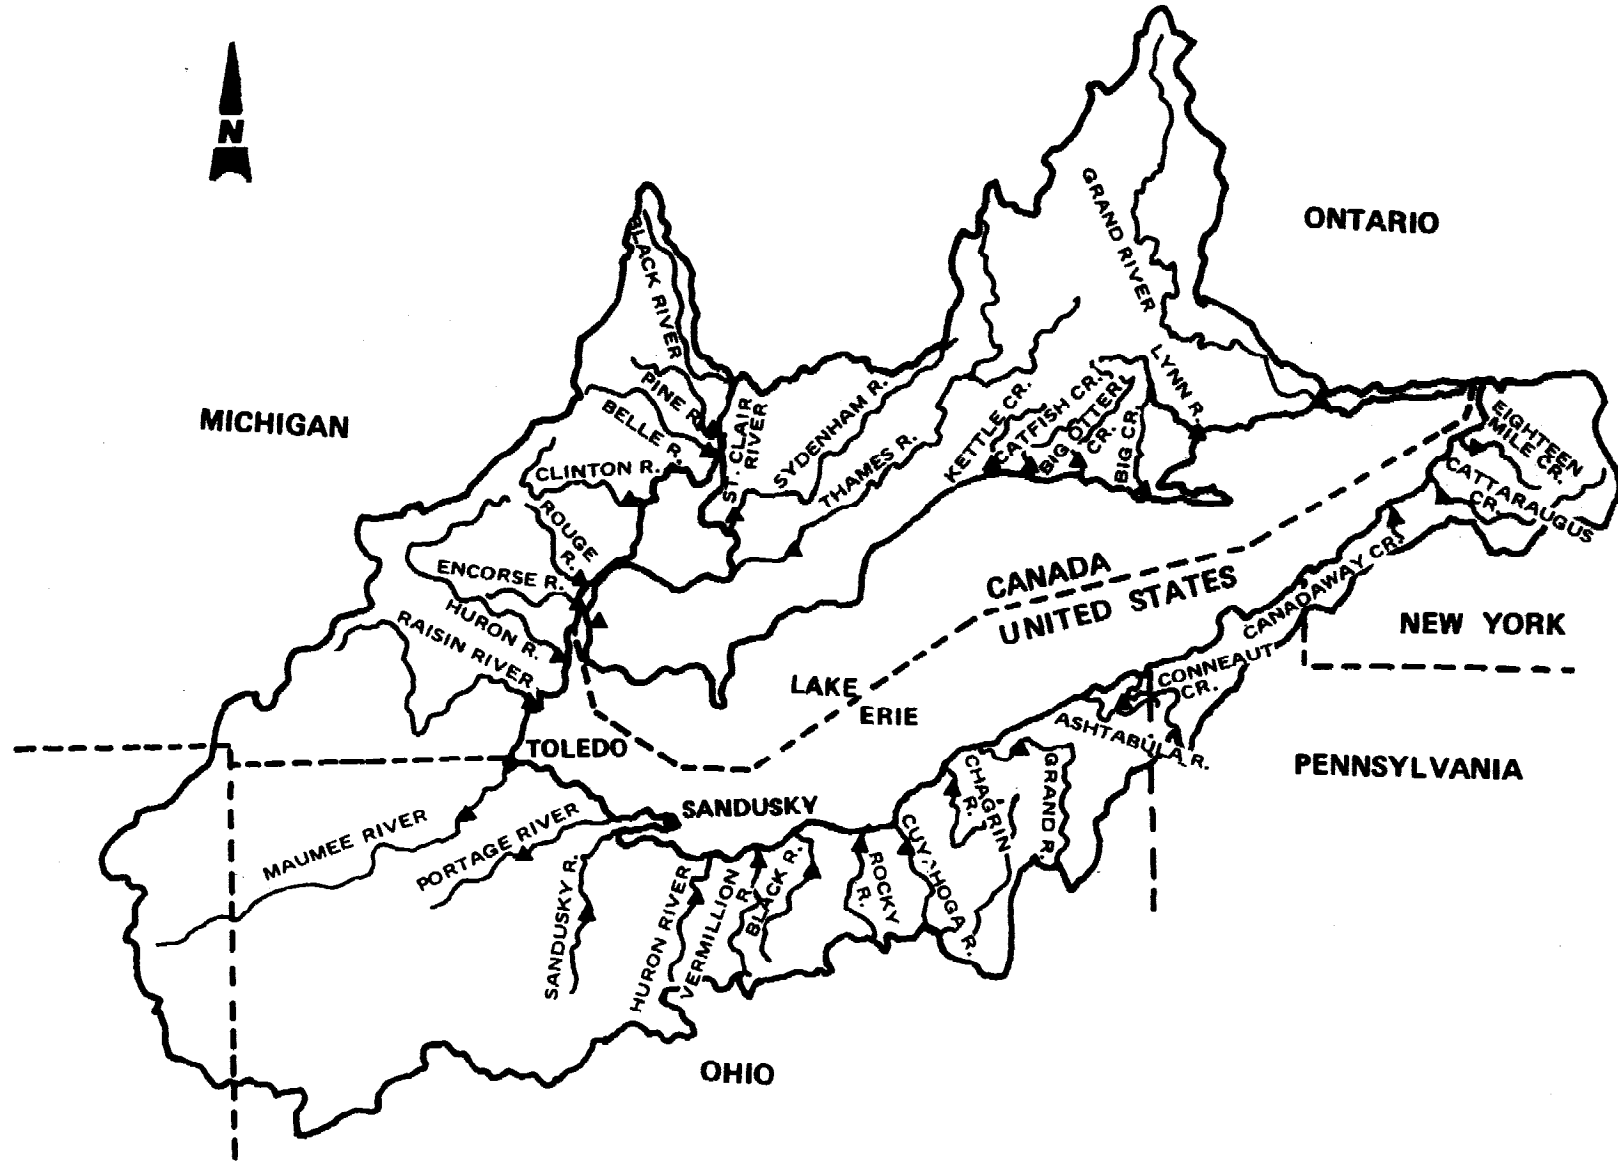 N
ONTARIO
MICHIGAN
BLACK RIVER
PINE R.
BELLE R.
CLINTON R.
ST. CLAIR
RIVER
SYDENHAM R.
THAMES R.
KETTLE CR.
CATFISH CR.
BIG OTTER
CR.
BIG CR.
LYNN R.
GRAND RIVER
EIGHTEEN
MILE CR.
CATTARAUGUS
CR.
ROUGE
R.
ENCORSE R.
HURON R.
RAISIN RIVER
CANADA
UNITED STATES
LAKE
ERIE
CANADAWAY CR.
NEW YORK
CONNEAUT
CR.
ASHTABULA R.
PENNSYLVANIA
TOLEDO
SANDUSKY
MAUMEE RIVER
PORTAGE RIVER
SANDUSKY R.
HURON RIVER
VERMILLION
R.
BLACK R.
ROCKY
R.
CUYAHOGA R.
CHAGRIN
R.
GRAND R.
OHIO